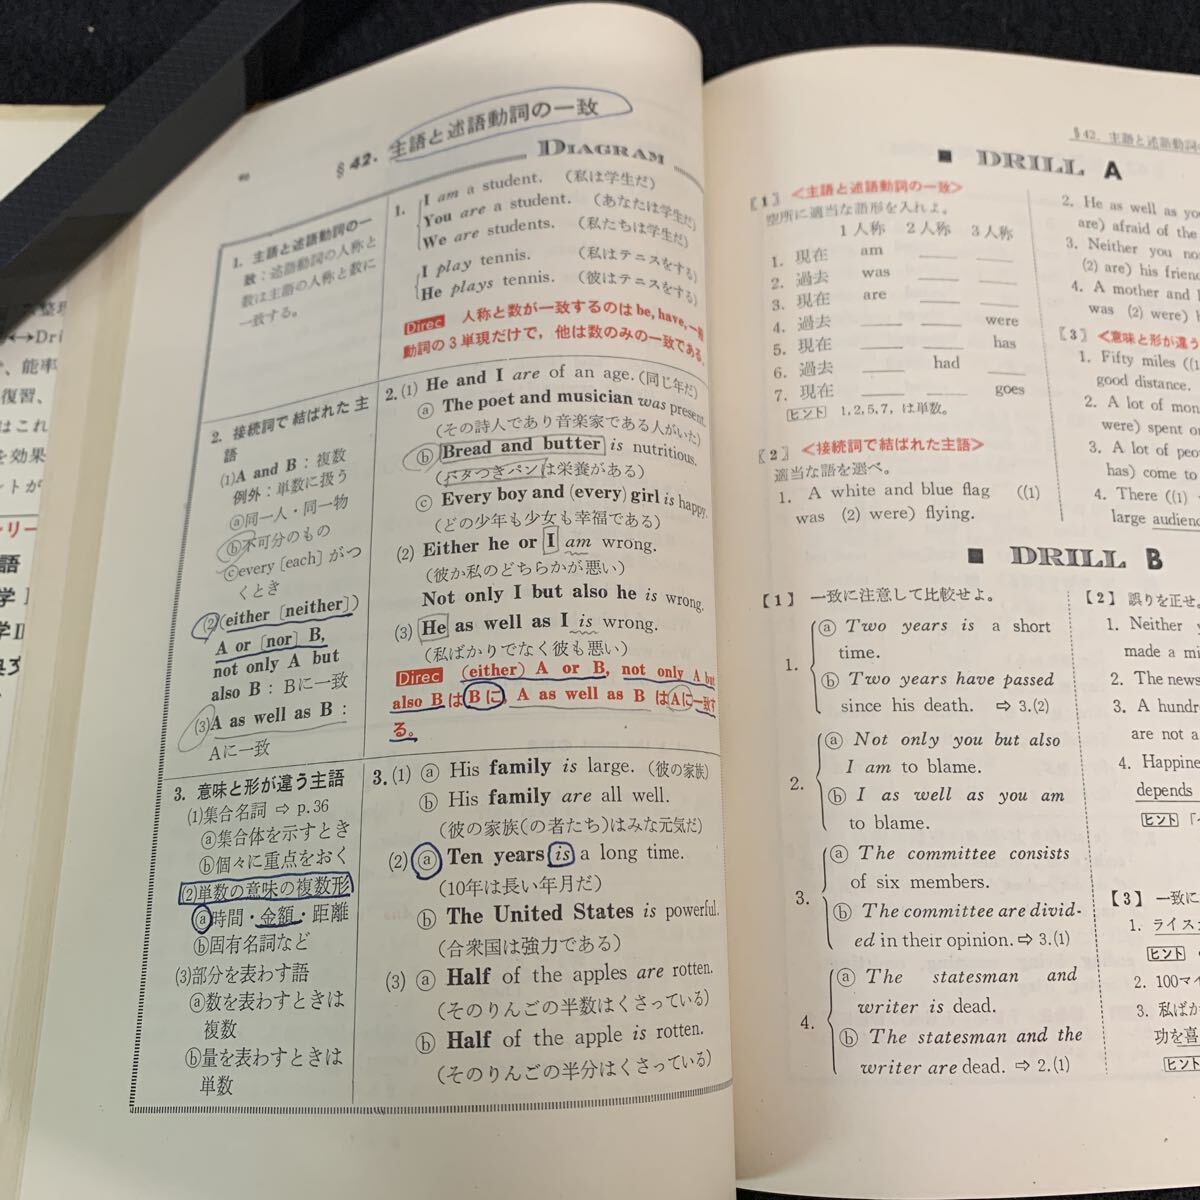 §42. 主語と述語動詞の一致
DIAGRAM
1. 主語と述語動詞の一
致：述語動詞の人称と
数は主語の人称と数に
一致する。
1. I am a student. （私は学生だ）
You are a student. （あなたは学生だ）
We are students. （私たちは学生だ）
I play tennis. （私はテニスをする）
He plays tennis. （彼はテニスをする）
Direc 人称と数が一致するのは be, have, 一般
動詞の3単現だけで，他は数のみの一致である。
2. 接続詞で結ばれた主
語
(1)A and B：複数
例外：単数に扱う
ⓐ同一人・同一物
ⓑ不可分のもの
ⓒevery [each] がつ
くとき
(2)(either [neither])
A or [nor] B,
not only A but
also B：Bに一致
(3)A as well as B：
Aに一致
2. (1) He and I are of an age. (同じ年だ)
ⓐ The poet and musician was present.
(その詩人であり音楽家である人がいた)
ⓑ Bread and butter is nutritious.
(バタつきパンは栄養がある)
ⓒ Every boy and (every) girl is happy.
(どの少年も少女も幸福である)
(2) Either he or I am wrong.
(彼か私のどちらかが悪い)
Not only I but also he is wrong.
(3) He as well as I is wrong.
(私ばかりでなく彼も悪い)
Direc (either) A or B, not only A but
also B は B に, A as well as B は A に一致す
る。
3. 意味と形が違う主語
(1)集合名詞 ⇨ p.36
ⓐ集合体を示すとき
ⓑ個々に重点をおく
(2)単数の意味の複数形
ⓐ時間・金額・距離
ⓑ固有名詞など
(3)部分を表わす語
ⓐ数を表わすときは
複数
ⓑ量を表わすときは
単数
3. (1) ⓐ His family is large. (彼の家族)
ⓑ His family are all well.
(彼の家族(の者たち)はみな元気だ)
(2) ⓐ Ten years is a long time.
(10年は長い年月だ)
ⓑ The United States is powerful.
(合衆国は強力である)
(3) ⓐ Half of the apples are rotten.
(そのりんごの半数はくさっている)
ⓑ Half of the apple is rotten.
(そのりんごの半分はくさっている)
§42. 主語と述語動詞
■ DRILL A
【1】 <主語と述語動詞の一致>
空所に適当な語形を入れよ。
1人称 2人称 3人称
1. 現在 am
2. 過去 was
3. 現在 are
4. 過去 were
5. 現在 has
6. 過去 had
7. 現在 goes
ヒント 1, 2, 5, 7, は単数。
【2】 <接続詞で結ばれた主語>
適当な語を選べ。
1. A white and blue flag ((1)
was (2) were) flying.
2. He as well as you
are) afraid of the
3. Neither you nor
(2) are) his friend
4. A mother and
was (2) were)
【3】 <意味と形が違う
1. Fifty miles ((1)
good distance.
2. A lot of mon
were) spent on
3. A lot of peo
has) come to
4. There ((1)
large audien
■ DRILL B
【1】 一致に注意して比較せよ。
1. ⓐ Two years is a short
time.
ⓑ Two years have passed
since his death. ⇨ 3.(2)
2. ⓐ Not only you but also
I am to blame.
ⓑ I as well as you am
to blame.
3. ⓐ The committee consists
of six members.
ⓑ The committee are divid-
ed in their opinion. ⇨ 3.(1)
4. ⓐ The statesman and
writer is dead.
ⓑ The statesman and the
writer are dead. ⇨ 2.(1)
【2】 誤りを正せ。
1. Neither y
made a mi
2. The news
3. A hundr
are not a
4. Happine
depends
ヒント
【3】 一致に
1. ライス
ヒント
2. 100マイ
3. 私ばか
功を喜
ヒント
整理
↔Dri
能率
復習、
はこれ
を効果
ントが
リー
語
学I
学II